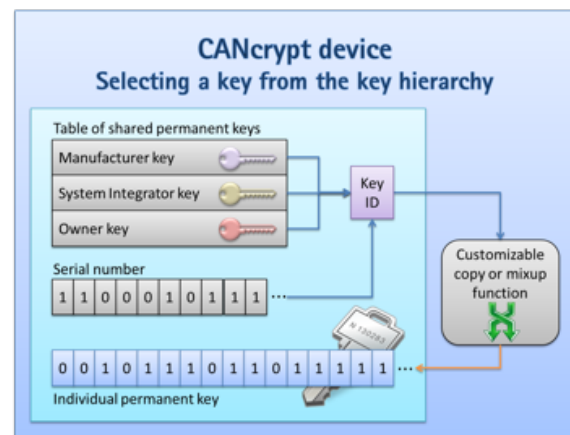 CANcrypt device
Selecting a key from the key hierarchy
Table of shared permanent keys
Manufacturer key
System Integrator key
Owner key
Key
ID
Serial number
1 1 0 0 0 1 0 1 1 1 ...
Customizable
copy or mixup
function
N 130293
0 0 1 0 1 1 1 0 1 1 0 1 1 1 1 1 ...
Individual permanent key